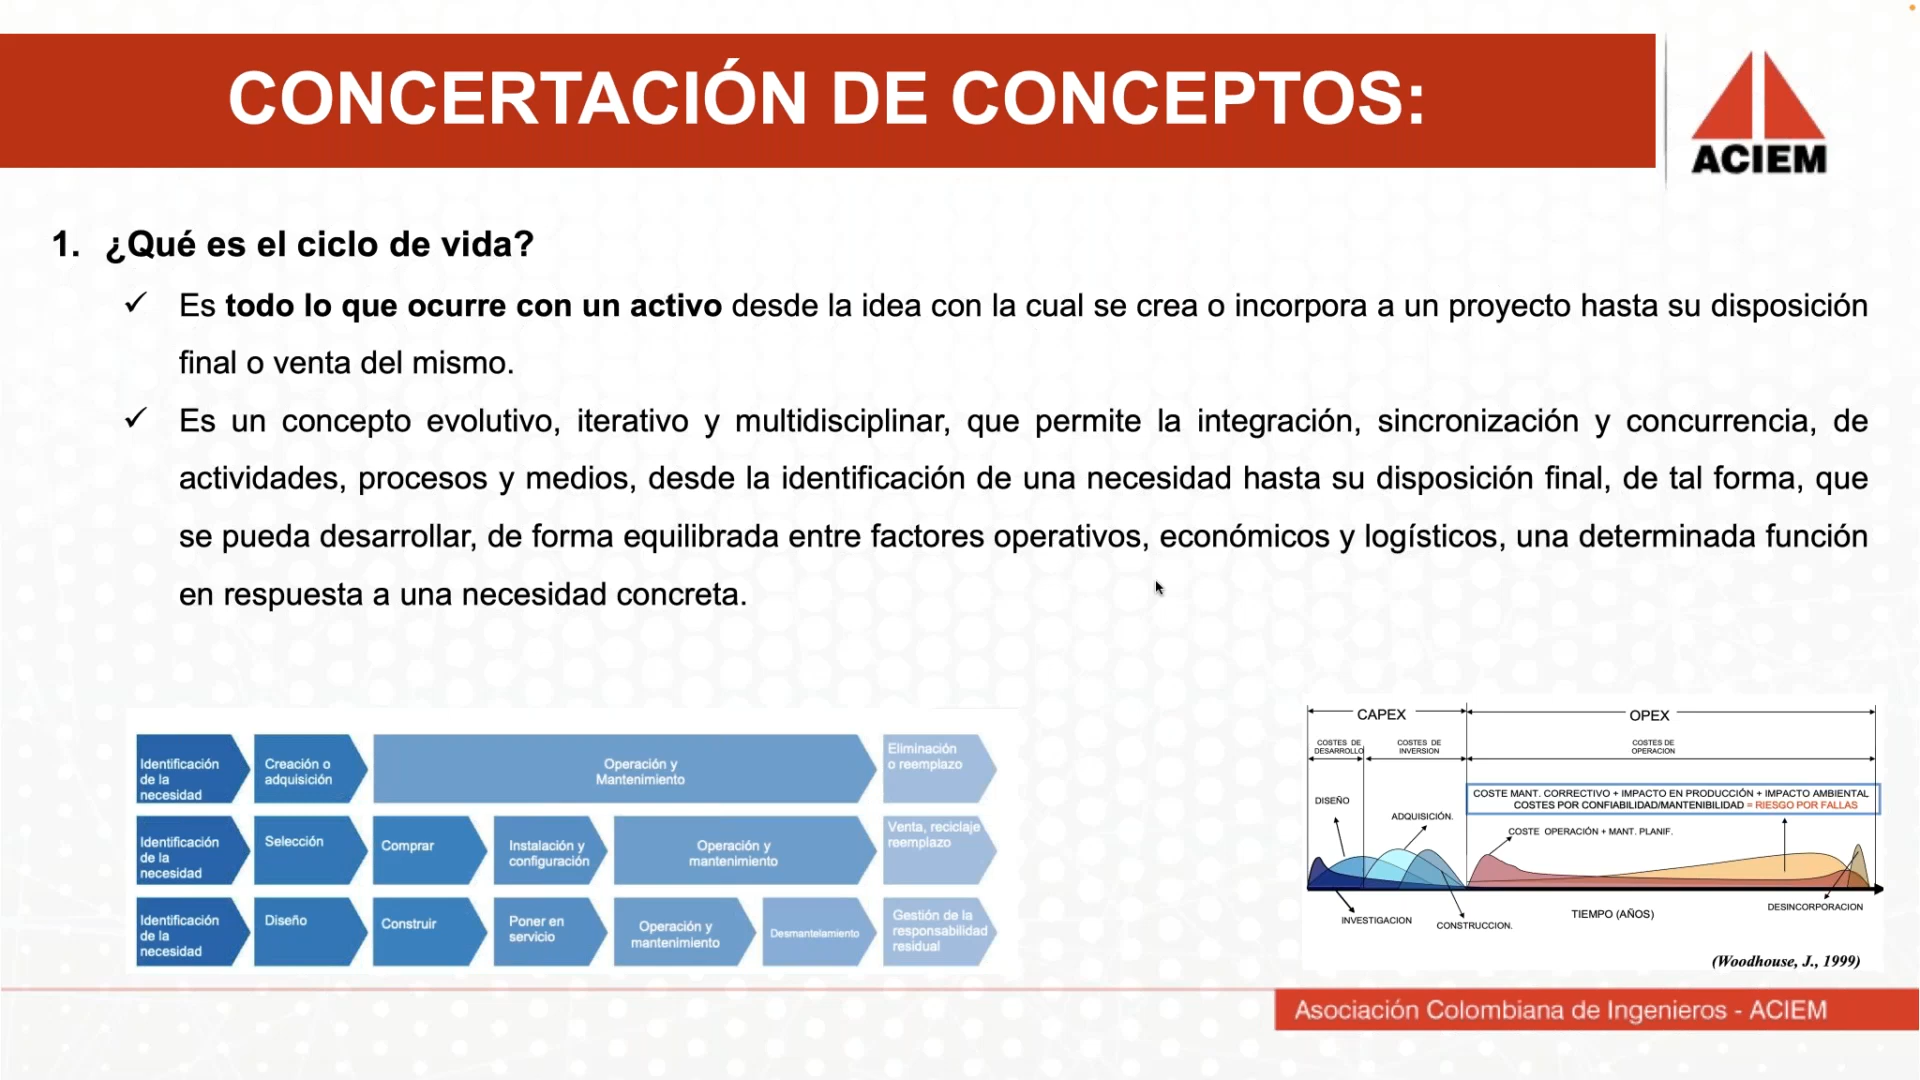 CONCERTACIÓN DE CONCEPTOS:
ACIEM
1. ¿Qué es el ciclo de vida?
✓ Es todo lo que ocurre con un activo desde la idea con la cual se crea o incorpora a un proyecto hasta su disposición
final o venta del mismo.
✓ Es un concepto evolutivo, iterativo y multidisciplinar, que permite la integración, sincronización y concurrencia, de
actividades, procesos y medios, desde la identificación de una necesidad hasta su disposición final, de tal forma, que
se pueda desarrollar, de forma equilibrada entre factores operativos, económicos y logísticos, una determinada función
en respuesta a una necesidad concreta.
Identificación
de la
necesidad
Creación o
adquisición
Operación y
Mantenimiento
Eliminación
o reemplazo
Identificación
de la
necesidad
Selección
Comprar
Instalación y
configuración
Operación y
mantenimiento
Venta, reciclaje
reemplazo
Identificación
de la
necesidad
Diseño
Construir
Poner en
servicio
Operación y
mantenimiento
Desmantelamiento
Gestión de la
responsabilidad
residual
CAPEX
OPEX
COSTES DE
DESARROLLO
COSTES DE
INVERSION
COSTES DE
OPERACION
COSTE MANT. CORRECTIVO + IMPACTO EN PRODUCCIÓN + IMPACTO AMBIENTAL
COSTES POR CONFIABILIDAD/MANTENIBILIDAD = RIESGO POR FALLAS
DISEÑO
ADQUISICIÓN.
COSTE OPERACIÓN + MANT. PLANIF.
INVESTIGACION
CONSTRUCCION.
TIEMPO (AÑOS)
DESINCORPORACION
(Woodhouse, J., 1999)
Asociación Colombiana de Ingenieros - ACIEM